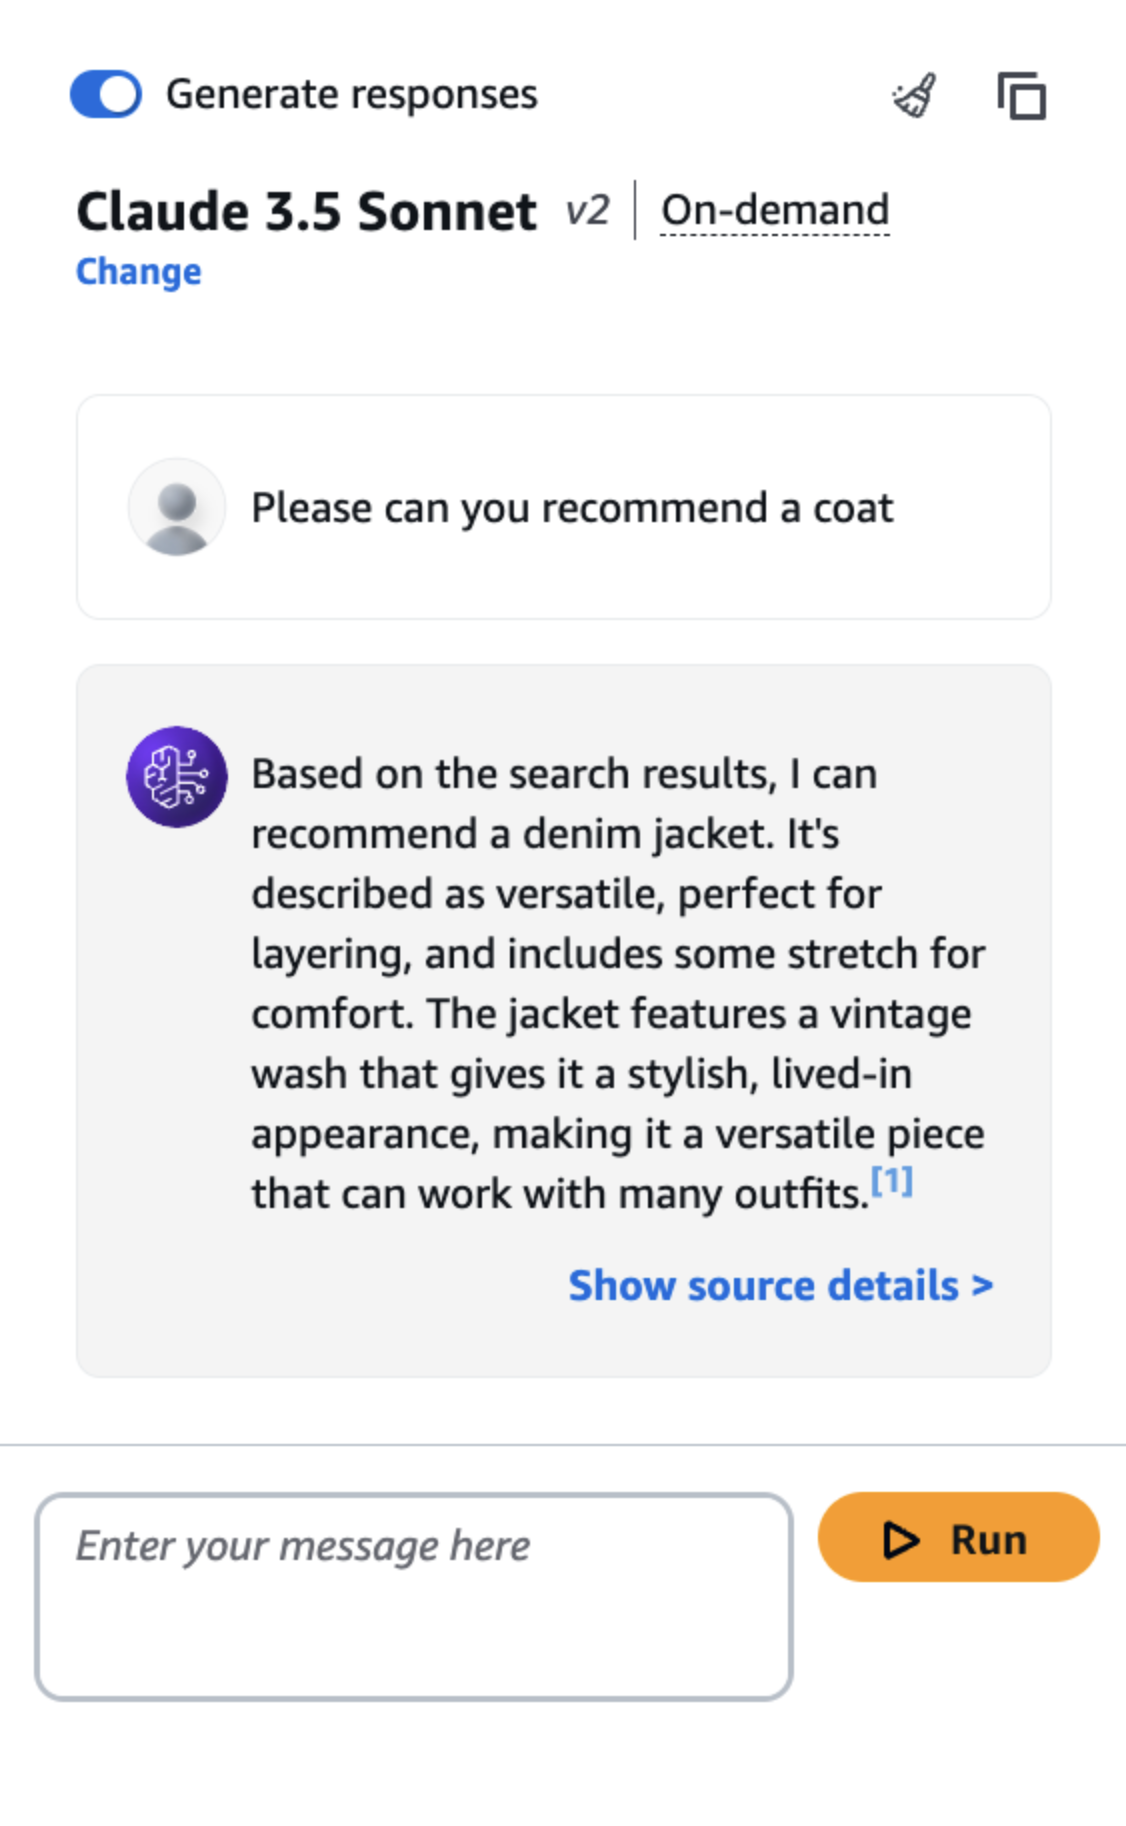 Generate responses
Claude 3.5 Sonnet v2 | On-demand
Change
Please can you recommend a coat
Based on the search results, I can
recommend a denim jacket. It's
described as versatile, perfect for
layering, and includes some stretch for
comfort. The jacket features a vintage
wash that gives it a stylish, lived-in
appearance, making it a versatile piece
that can work with many outfits.[1]
Show source details >
Enter your message here
Run